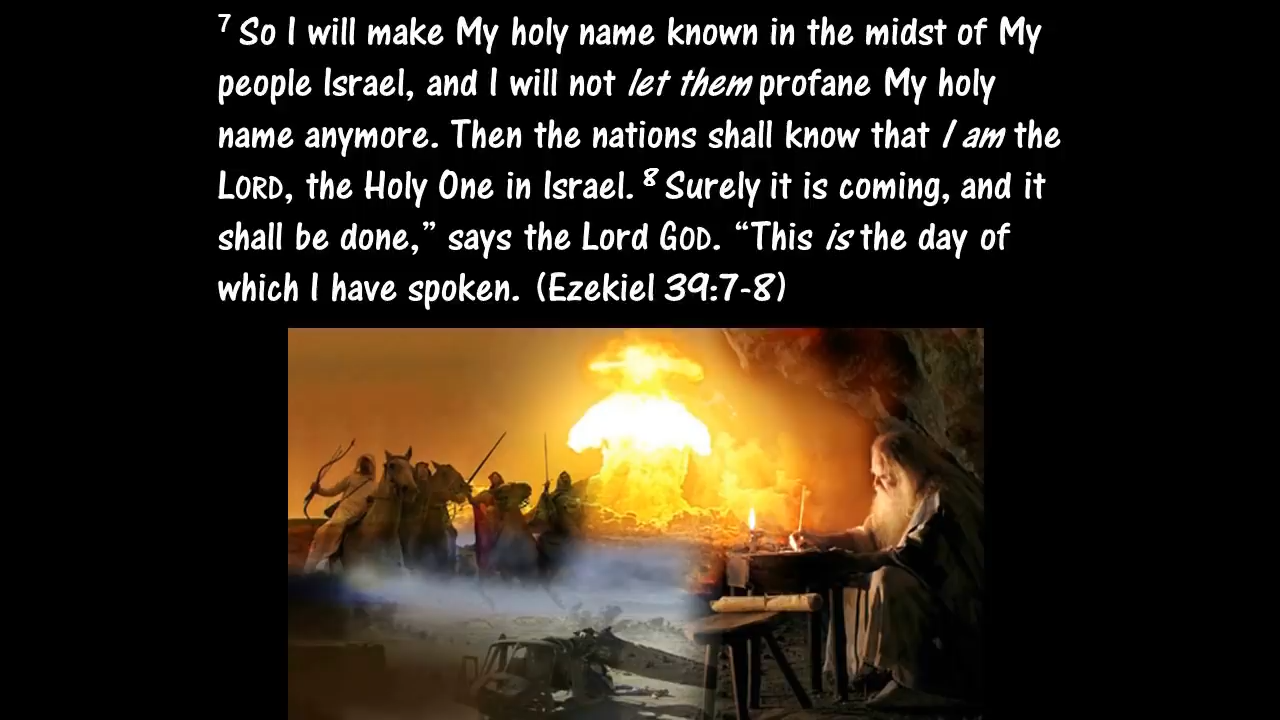 7 So I will make My holy name known in the midst of My
people Israel, and I will not let them profane My holy
name anymore. Then the nations shall know that I am the
LORD, the Holy One in Israel. 8 Surely it is coming, and it
shall be done,” says the Lord GOD. “This is the day of
which I have spoken. (Ezekiel 39:7-8)